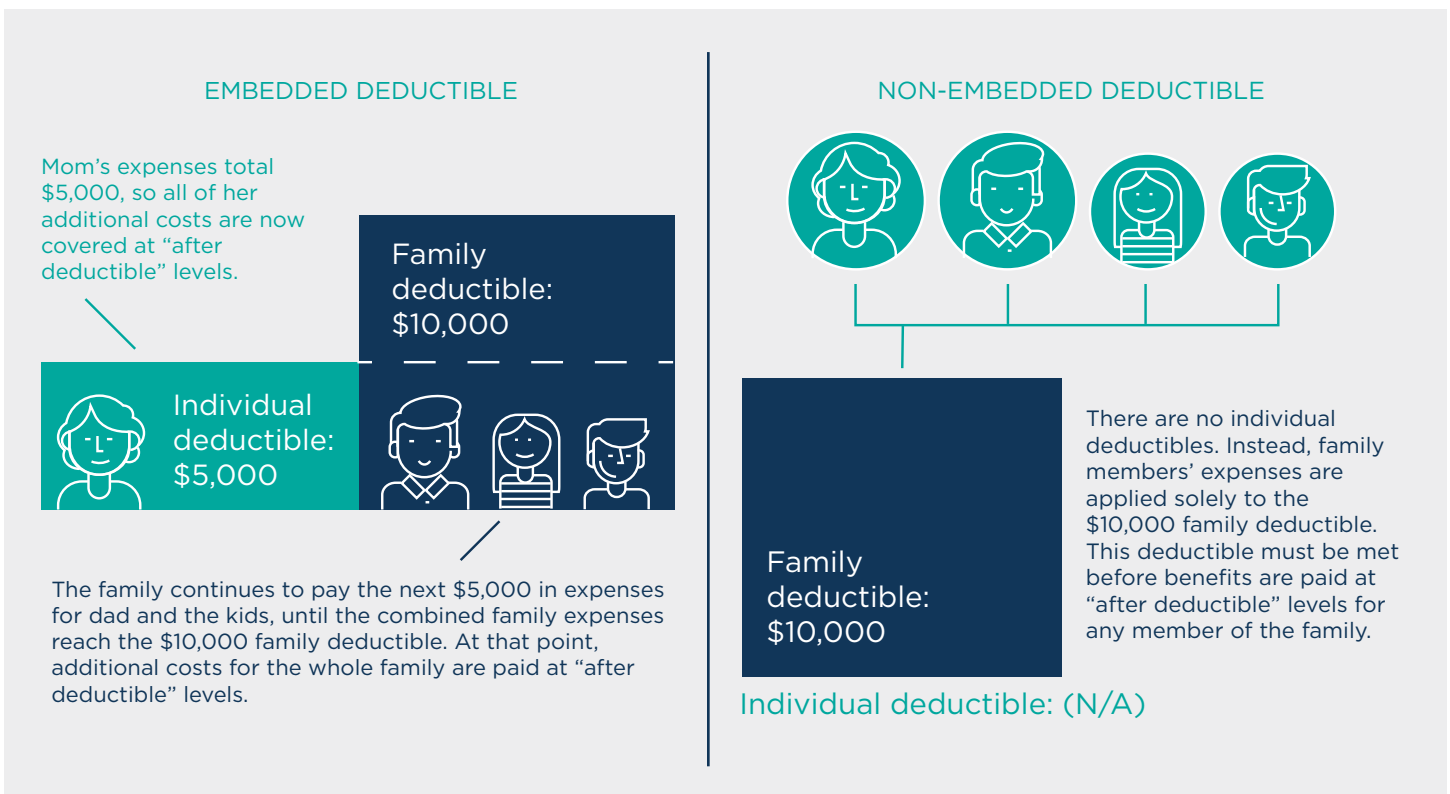 EMBEDDED DEDUCTIBLE
Mom’s expenses total
$5,000, so all of her
additional costs are now
covered at “after
deductible” levels.
Family
deductible:
$10,000
Individual
deductible:
$5,000
The family continues to pay the next $5,000 in expenses
for dad and the kids, until the combined family expenses
reach the $10,000 family deductible. At that point,
additional costs for the whole family are paid at “after
deductible” levels.
NON-EMBEDDED DEDUCTIBLE
Family
deductible:
$10,000
There are no individual
deductibles. Instead, family
members’ expenses are
applied solely to the
$10,000 family deductible.
This deductible must be met
before benefits are paid at
“after deductible” levels for
any member of the family.
Individual deductible: (N/A)